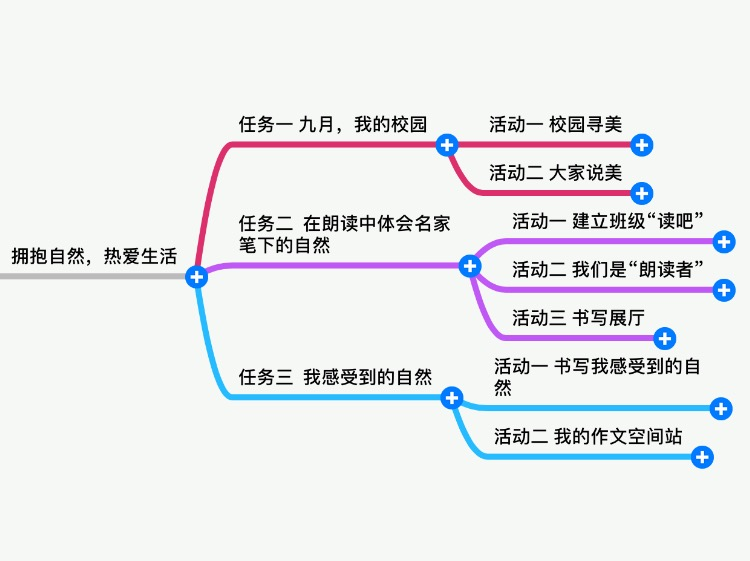 拥抱自然，热爱生活
任务一 九月，我的校园
活动一 校园寻美
活动二 大家说美
任务二  在朗读中体会名家
笔下的自然
活动一 建立班级“读吧”
活动二 我们是“朗读者”
活动三 书写展厅
任务三  我感受到的自然
活动一 书写我感受到的自
然
活动二 我的作文空间站